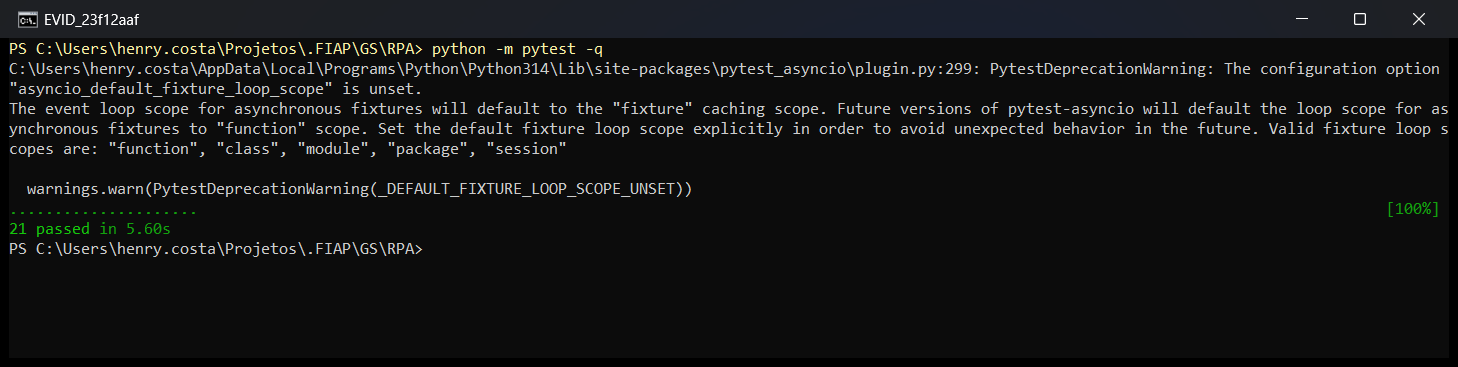 EVID_23f12aaf
PS C:\Users\henry.costa\Projetos\.FIAP\GS\RPA> python -m pytest -q
C:\Users\henry.costa\AppData\Local\Programs\Python\Python314\Lib\site-packages\pytest_asyncio\plugin.py:299: PytestDeprecationWarning: The configuration option
"asyncio_default_fixture_loop_scope" is unset.
The event loop scope for asynchronous fixtures will default to the "fixture" caching scope. Future versions of pytest-asyncio will default the loop scope for as
ynchronous fixtures to "function" scope. Set the default fixture loop scope explicitly in order to avoid unexpected behavior in the future. Valid fixture loop s
copes are: "function", "class", "module", "package", "session"
warnings.warn(PytestDeprecationWarning(_DEFAULT_FIXTURE_LOOP_SCOPE_UNSET))
..................... [100%]
21 passed in 5.60s
PS C:\Users\henry.costa\Projetos\.FIAP\GS\RPA>